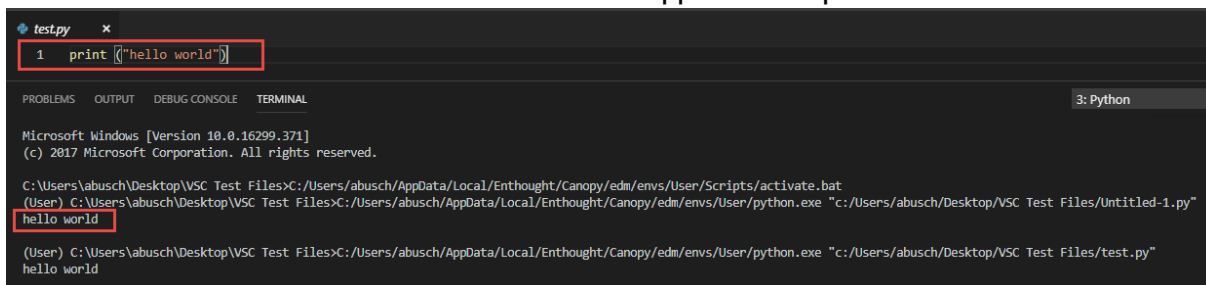 test.py ×
1 print ("hello world")
PROBLEMS OUTPUT DEBUG CONSOLE TERMINAL 3: Python
Microsoft Windows [Version 10.0.16299.371]
(c) 2017 Microsoft Corporation. All rights reserved.
C:\Users\abusch\Desktop\VSC Test Files>C:/Users/abusch/AppData/Local/Enthought/Canopy/edm/envs/User/Scripts/activate.bat
(User) C:\Users\abusch\Desktop\VSC Test Files>C:/Users/abusch/AppData/Local/Enthought/Canopy/edm/envs/User/python.exe "c:/Users/abusch/Desktop/VSC Test Files/Untitled-1.py"
hello world
(User) C:\Users\abusch\Desktop\VSC Test Files>C:/Users/abusch/AppData/Local/Enthought/Canopy/edm/envs/User/python.exe "c:/Users/abusch/Desktop/VSC Test Files/test.py"
hello world